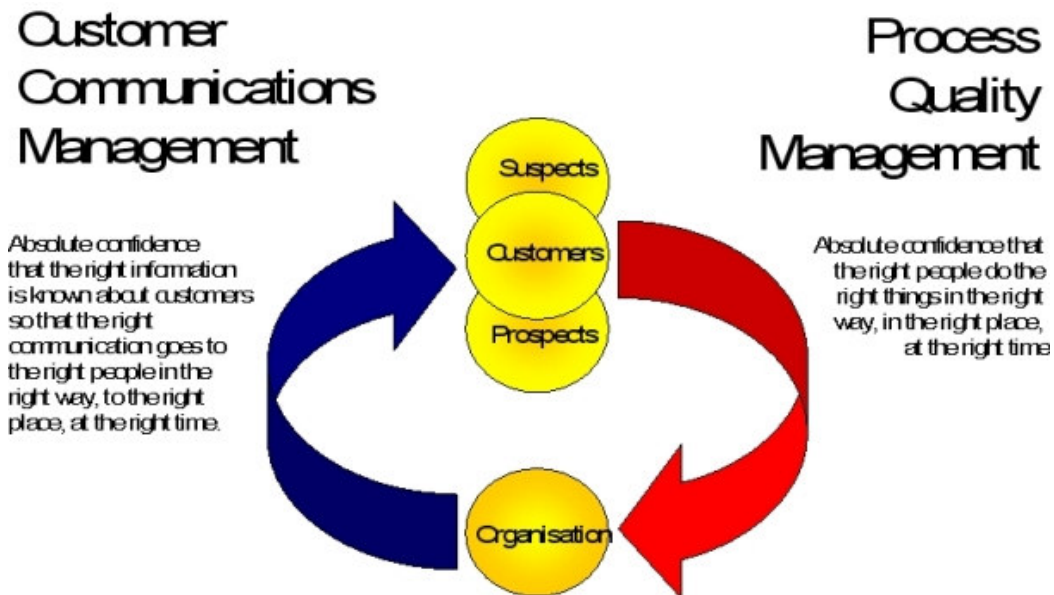 Customer
Communications
Management
Process
Quality
Management
Suspects
Customers
Prospects
Absolute confidence
that the right information
is known about customers
so that the right
communication goes to
the right people in the
right way, to the right
place, at the right time.
Absolute confidence that
the right people do the
right things in the right
way, in the right place,
at the right time
Organisation